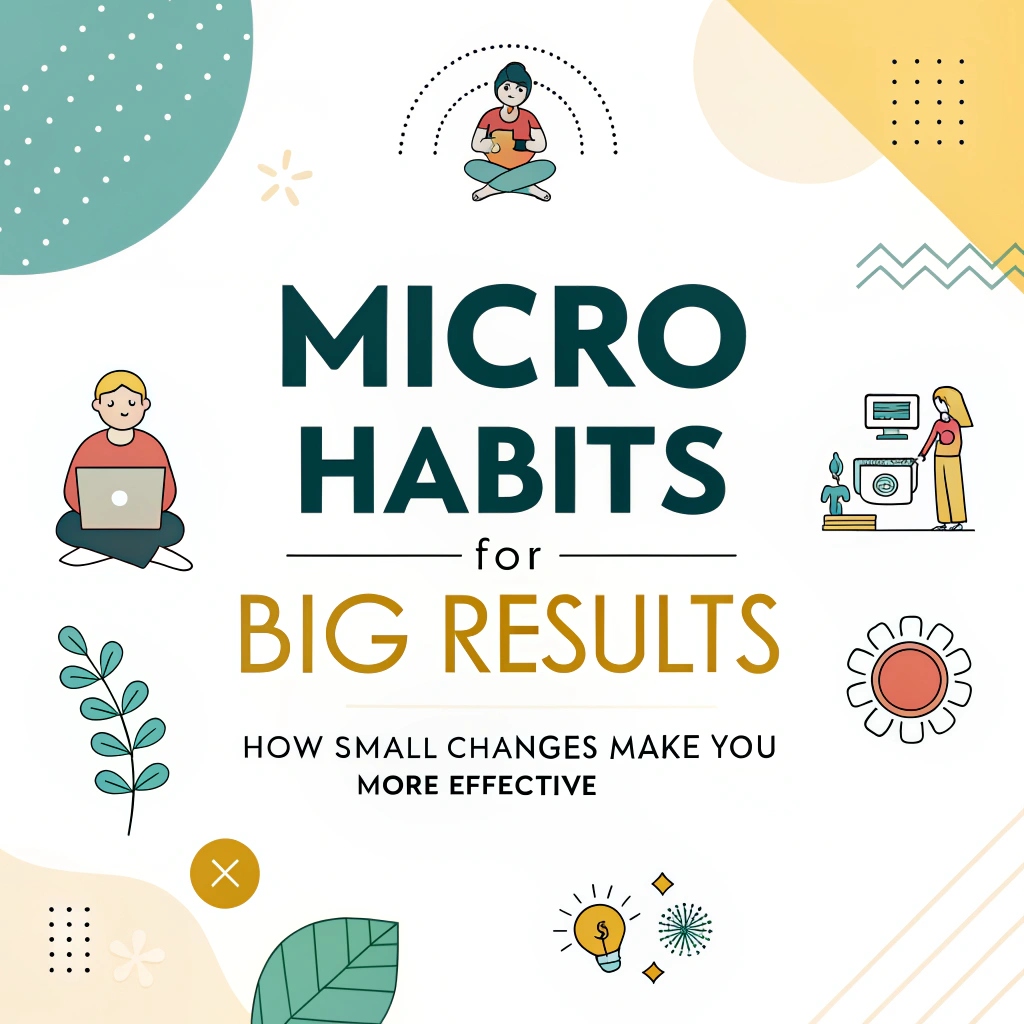 MICRO
HABITS
for
BIG RESULTS
HOW SMALL CHANGES MAKE YOU
MORE EFFECTIVE